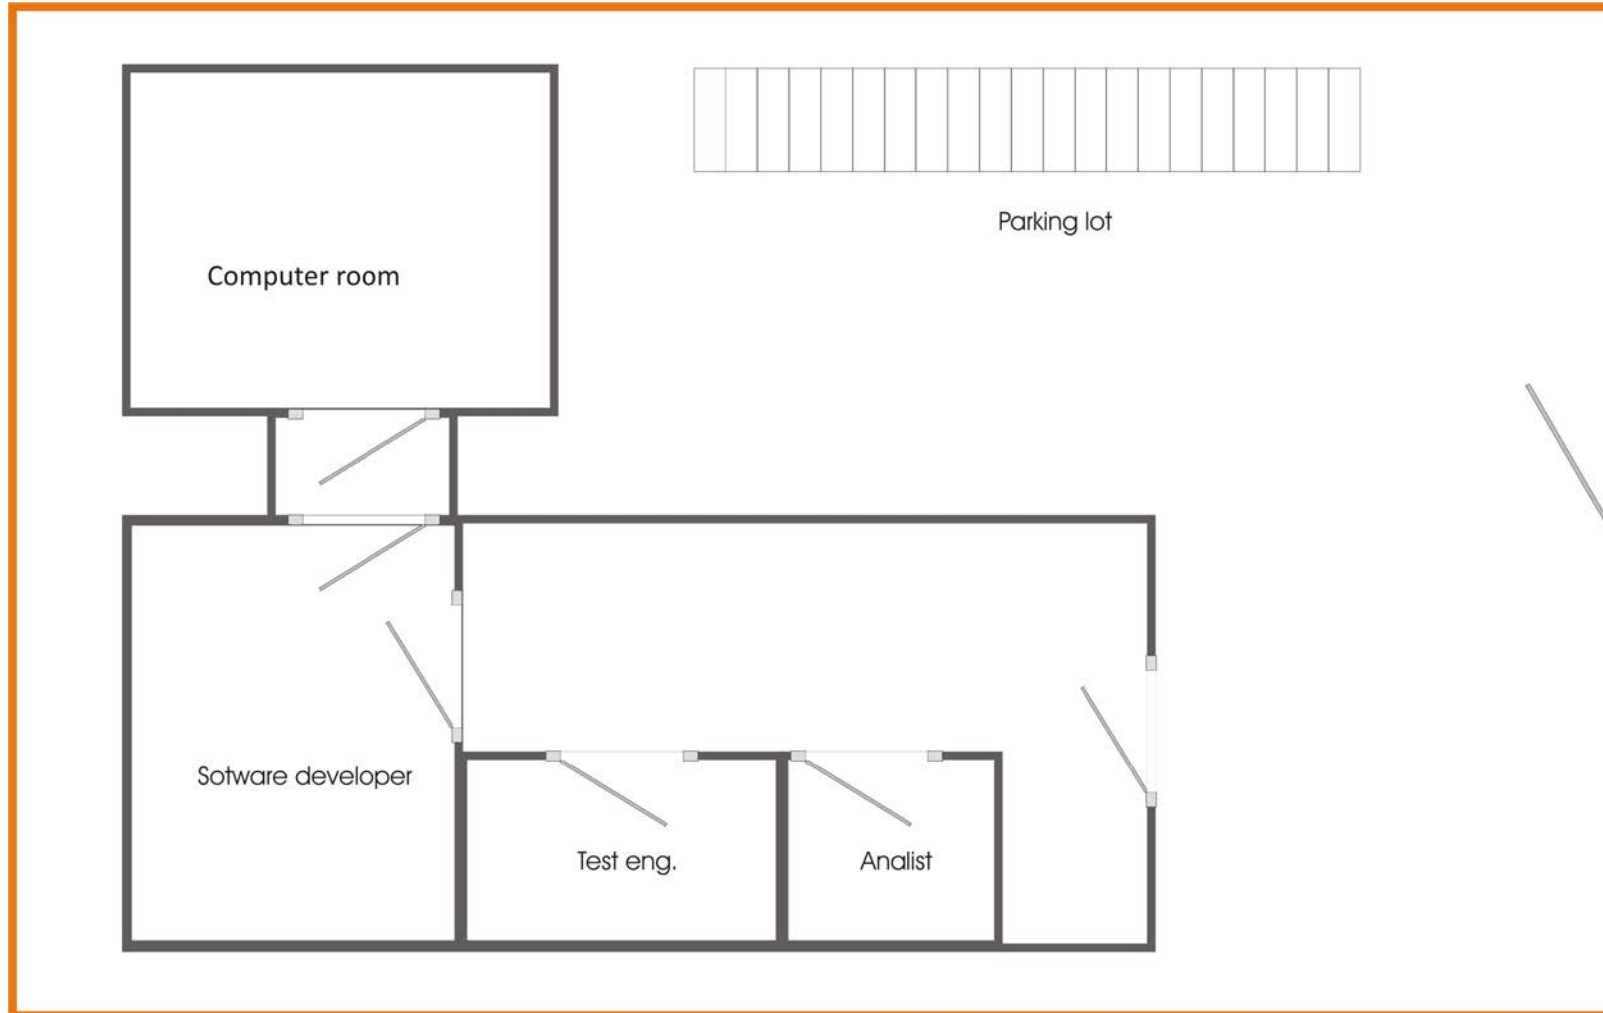 Parking lot
Computer room
Sotware developer
Test eng.
Analist